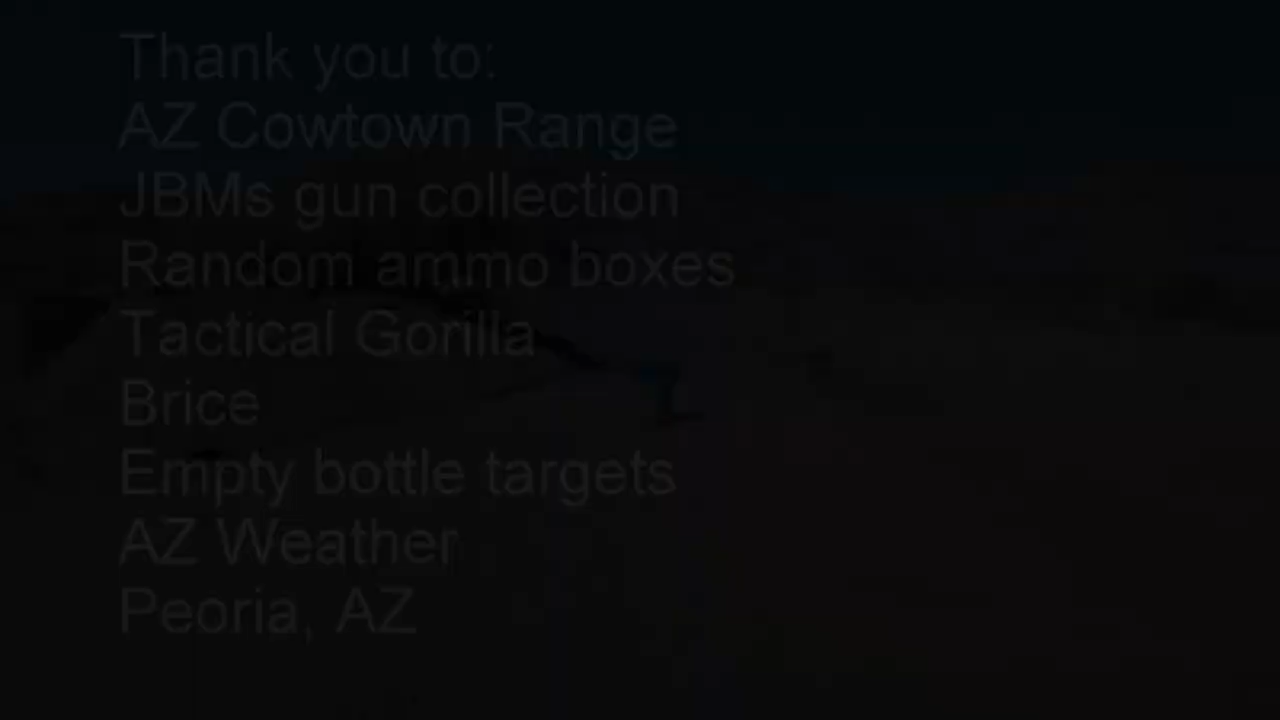 Thank you to:
AZ Cowtown Range
JBMs gun collection
Random ammo boxes
Tactical Gorilla
Brice
Empty bottle targets
AZ Weather
Peoria, AZ